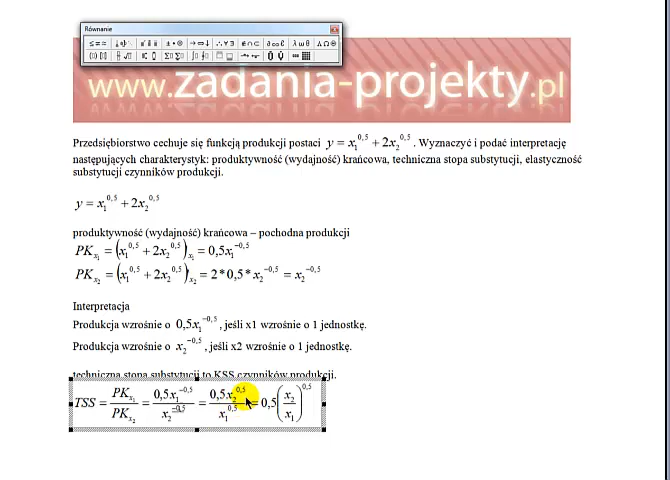 Równanie
www.zadania-projekty.pl
Przedsiębiorstwo cechuje się funkcją produkcji postaci y = x₁^0,5 + 2x₂^0,5 . Wyznaczyć i podać interpretację
następujących charakterystyk: produktywność (wydajność) krańcowa, techniczna stopa substytucji, elastyczność
substytucji czynników produkcji.
y = x₁^0,5 + 2x₂^0,5
produktywność (wydajność) krańcowa – pochodna produkcji
PK_x₁ = (x₁^0,5 + 2x₂^0,5)_x₁ = 0,5x₁^−0,5
PK_x₂ = (x₁^0,5 + 2x₂^0,5)_x₂ = 2*0,5*x₂^−0,5 = x₂^−0,5
Interpretacja
Produkcja wzrośnie o 0,5x₁^−0,5 , jeśli x1 wzrośnie o 1 jednostkę.
Produkcja wzrośnie o x₂^−0,5 , jeśli x2 wzrośnie o 1 jednostkę.
techniczna stopa substytucji to KSS czynników produkcji.
TSS = PK_x₁ / PK_x₂ = 0,5x₁^−0,5 / x₂^−0,5 = 0,5x₂^0,5 / x₁^0,5 = 0,5(x₂ / x₁)^0,5